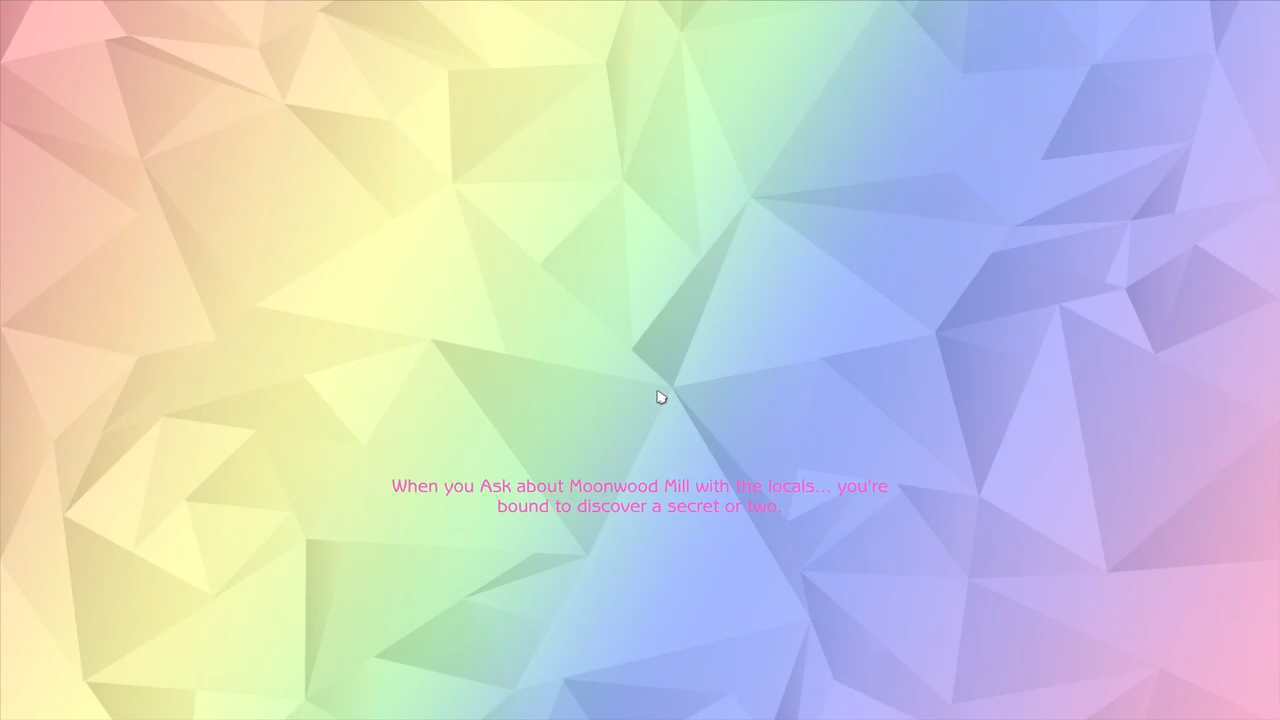 When you Ask about Moonwood Mill with the locals... you're
bound to discover a secret or two.